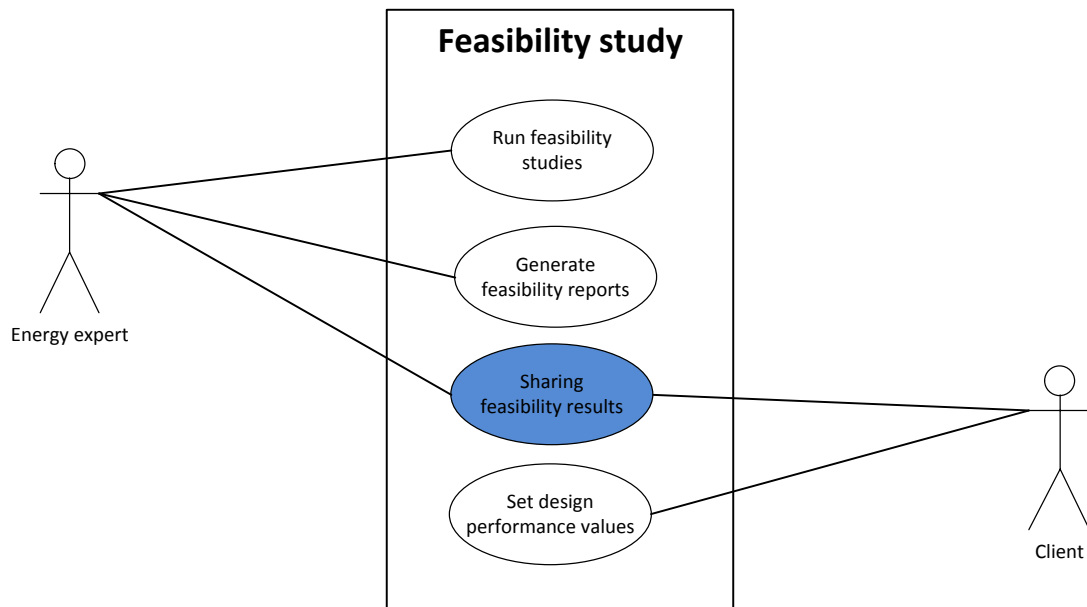 Feasibility study
Run feasibility
studies
Generate
feasibility reports
Energy expert
Sharing
feasibility results
Set design
performance values
Client